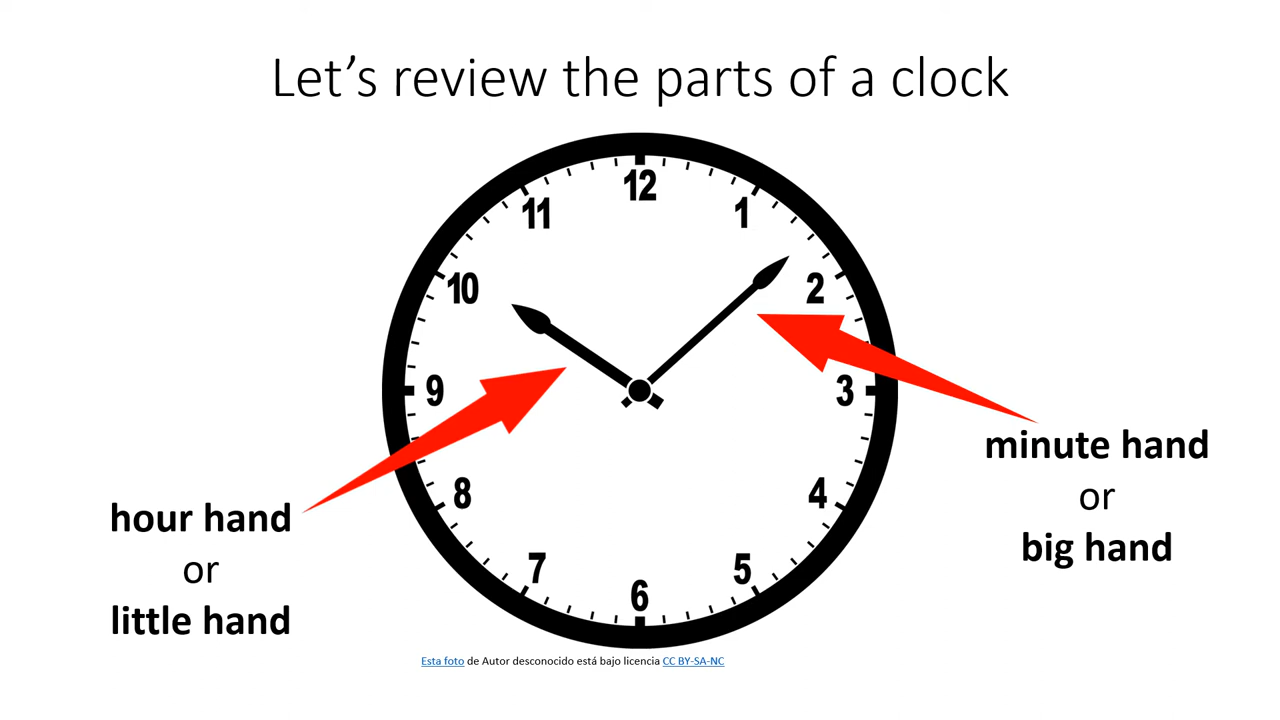 Let’s review the parts of a clock
12
11
1
10
2
9
3
8
4
7
5
6
hour hand
or
little hand
minute hand
or
big hand
Esta foto de Autor desconocido está bajo licencia CC BY-SA-NC